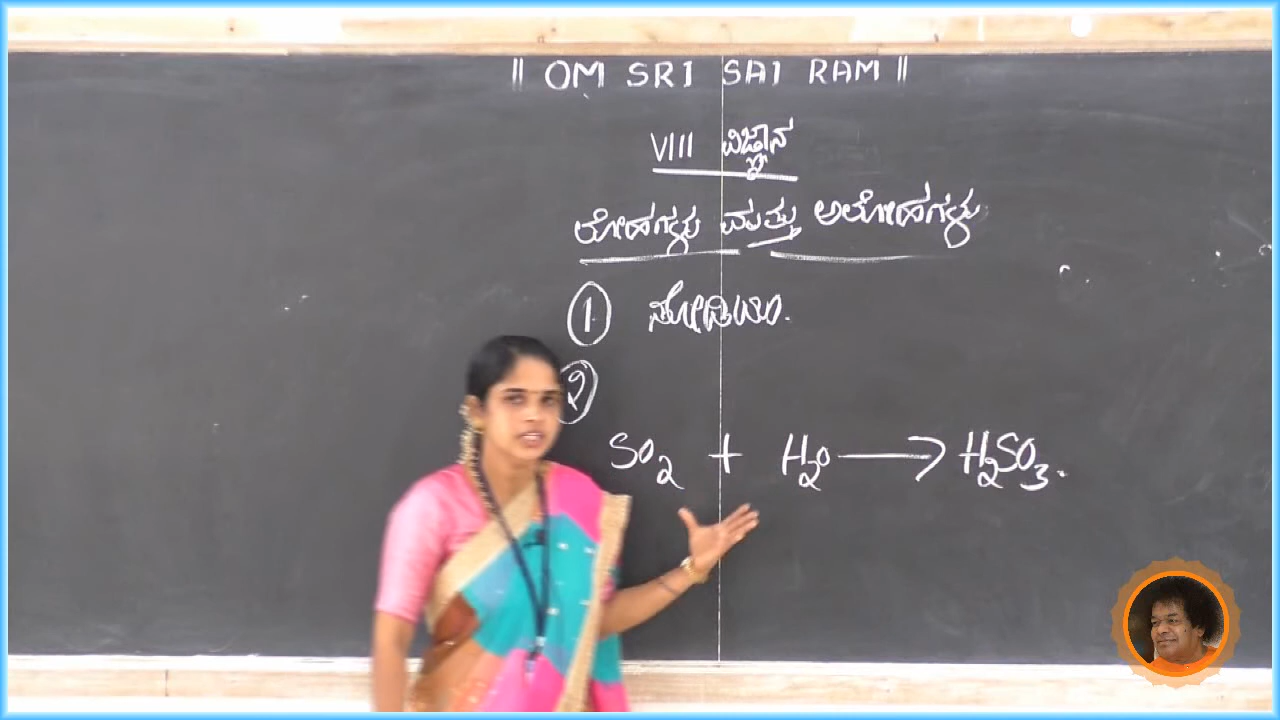 || OM SRI SAI RAM ||
VIII ವಿಜ್ಞಾನ
ಲೋಹಗಳು ಮತ್ತು ಅಲೋಹಗಳು
① ಸೋಡಿಯಂ.
②
SO₂ + H₂O ⟶ H₂SO₃.